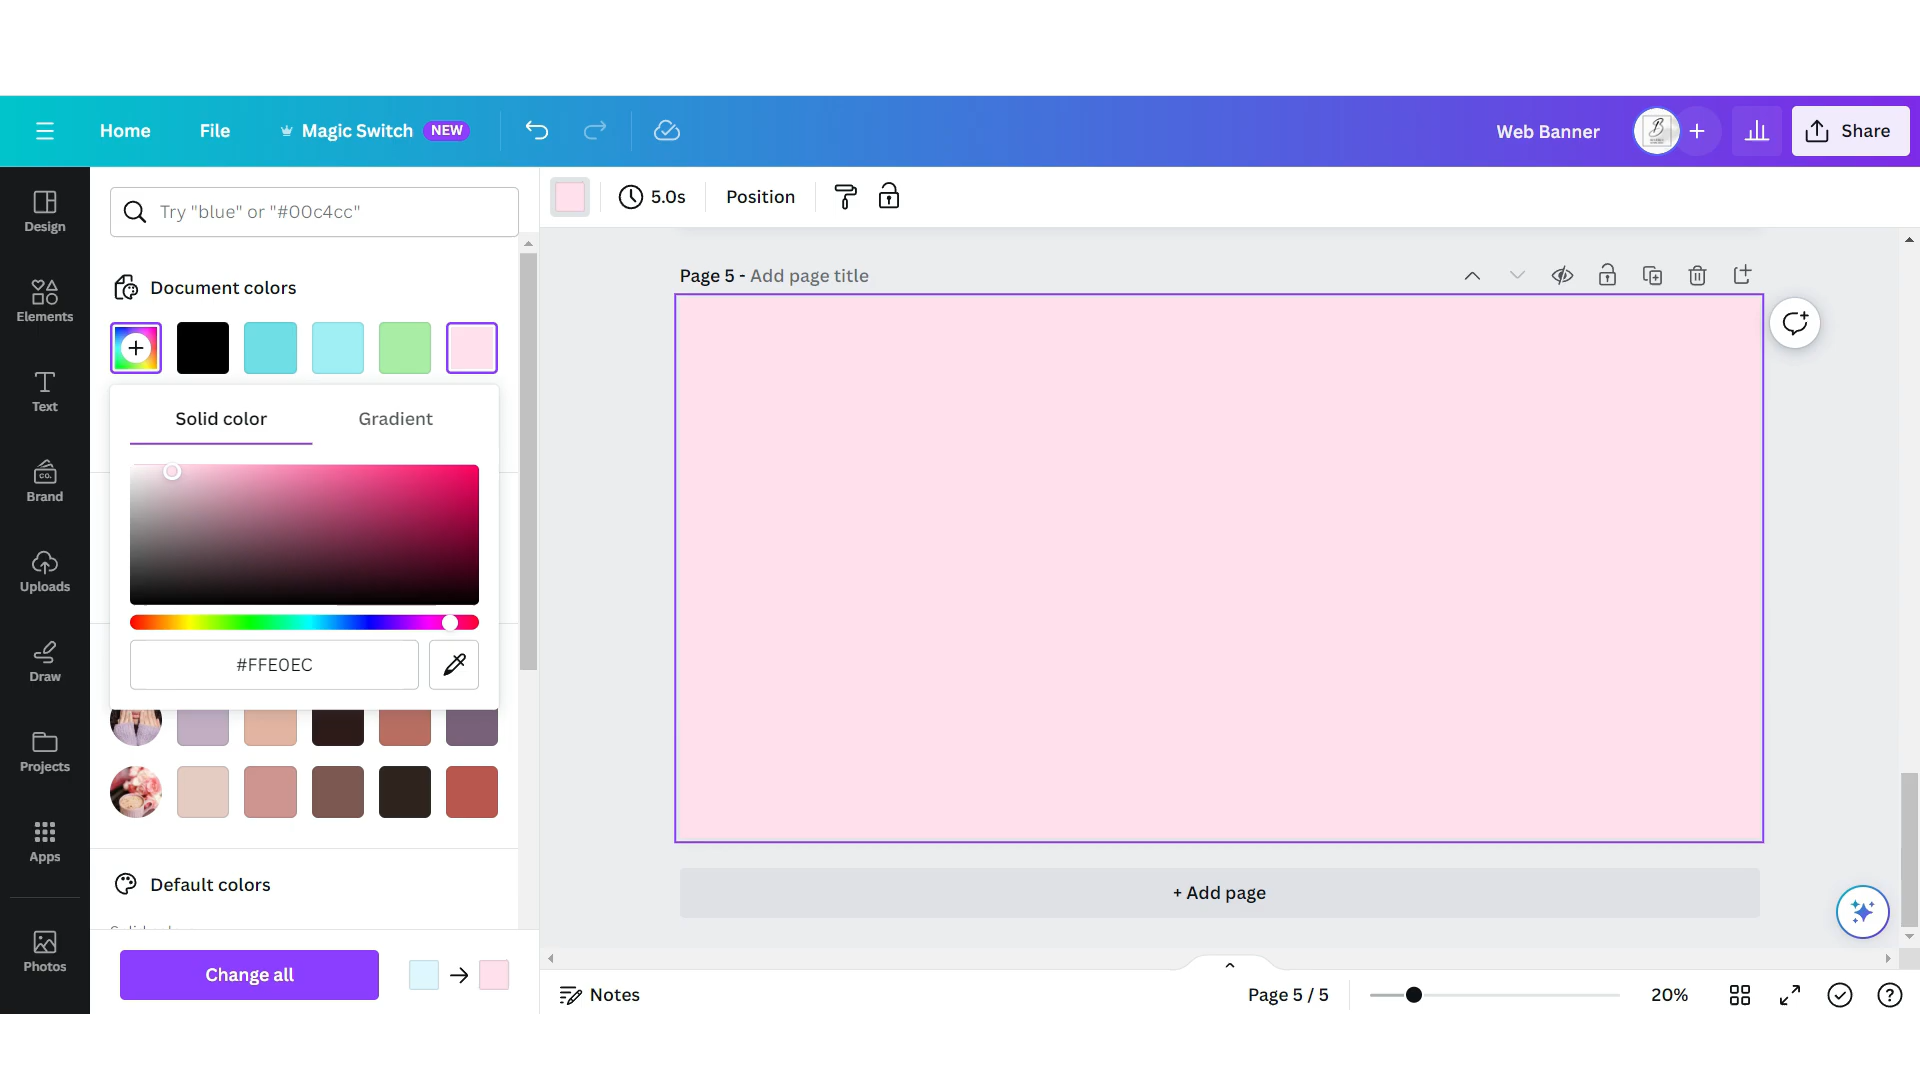 Home
File
Magic Switch NEW
Web Banner
Share
Design
Elements
Text
CO.
Brand
Uploads
Draw
Projects
Apps
Photos
Try "blue" or "#00c4cc"
Document colors
Solid color
Gradient
#FFE0EC
Default colors
Change all
5.0s
Position
Page 5 - Add page title
+ Add page
Notes
Page 5 / 5
20%